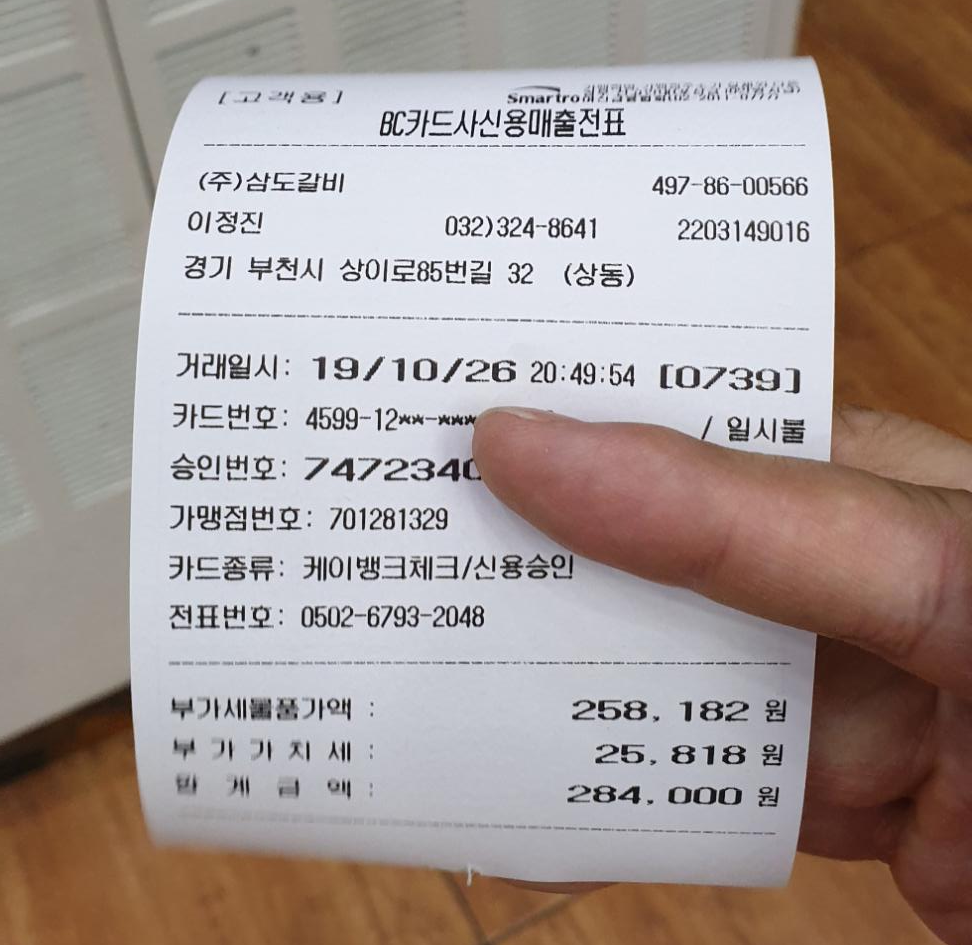 [고객용] Smartro
BC카드사신용매출전표
(주)삼도갈비 497-86-00566
이정진 032)324-8641 2203149016
경기 부천시 상이로85번길 32 (상동)
거래일시: 19/10/26 20:49:54 [0739]
카드번호: 4599-12**-*** / 일시불
승인번호: 7472340
가맹점번호: 701281329
카드종류: 케이뱅크체크/신용승인
전표번호: 0502-6793-2048
부가세물품가액 : 258,182 원
부 가 가 치 세 : 25,818 원
합 계 금 액 : 284,000 원